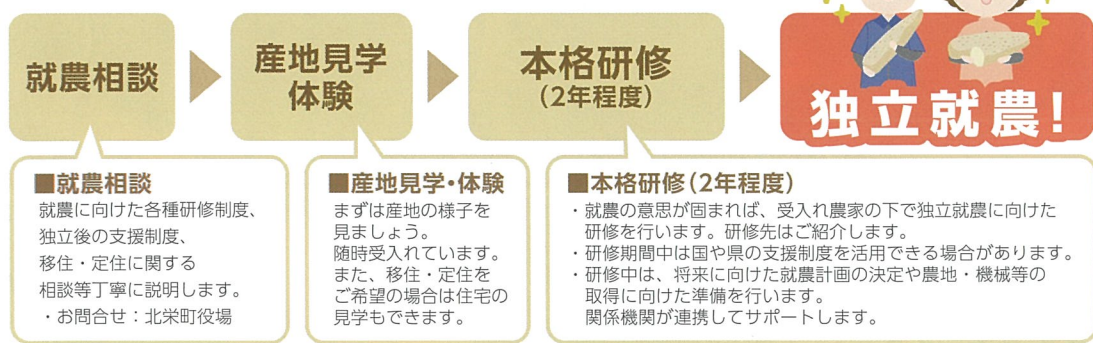 就農相談
産地見学
体験
本格研修
(2年程度)
独立就農!
■就農相談
就農に向けた各種研修制度、
独立後の支援制度、
移住・定住に関する
相談等丁寧に説明します。
・お問合せ:北栄町役場
■産地見学・体験
まずは産地の様子を
見ましょう。
随時受入れています。
また、移住・定住を
ご希望の場合は住宅の
見学もできます。
■本格研修(2年程度)
・就農の意思が固まれば、受入れ農家の下で独立就農に向けた
研修を行います。研修先はご紹介します。
・研修期間中は国や県の支援制度を活用できる場合があります。
・研修中は、将来に向けた就農計画の決定や農地・機械等の
取得に向けた準備を行います。
関係機関が連携してサポートします。